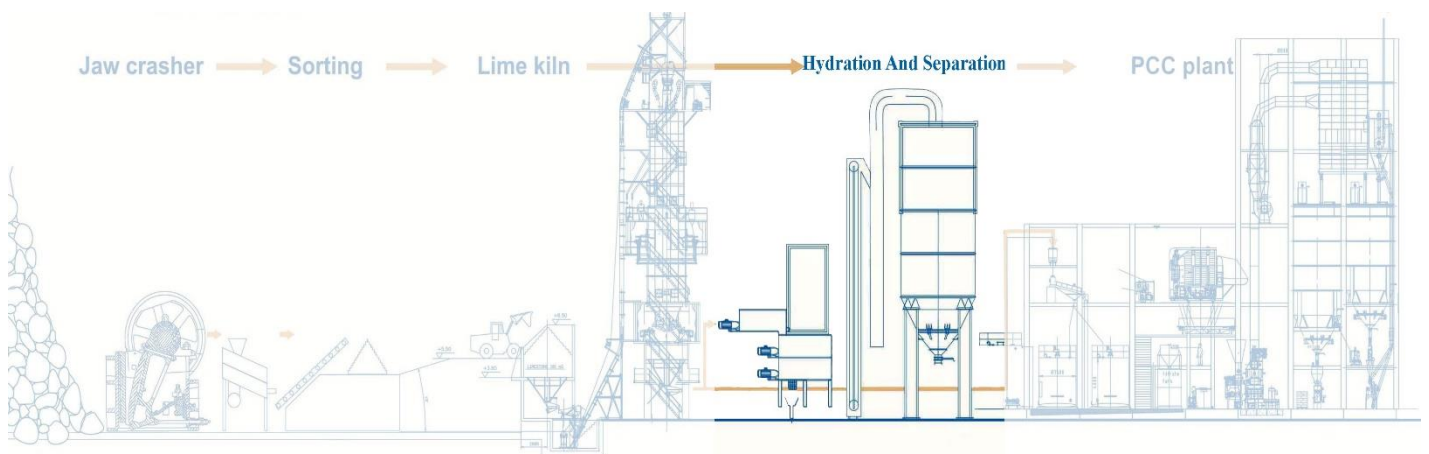 Jaw crasher
Sorting
Lime kiln
Hydration And Separation
PCC plant